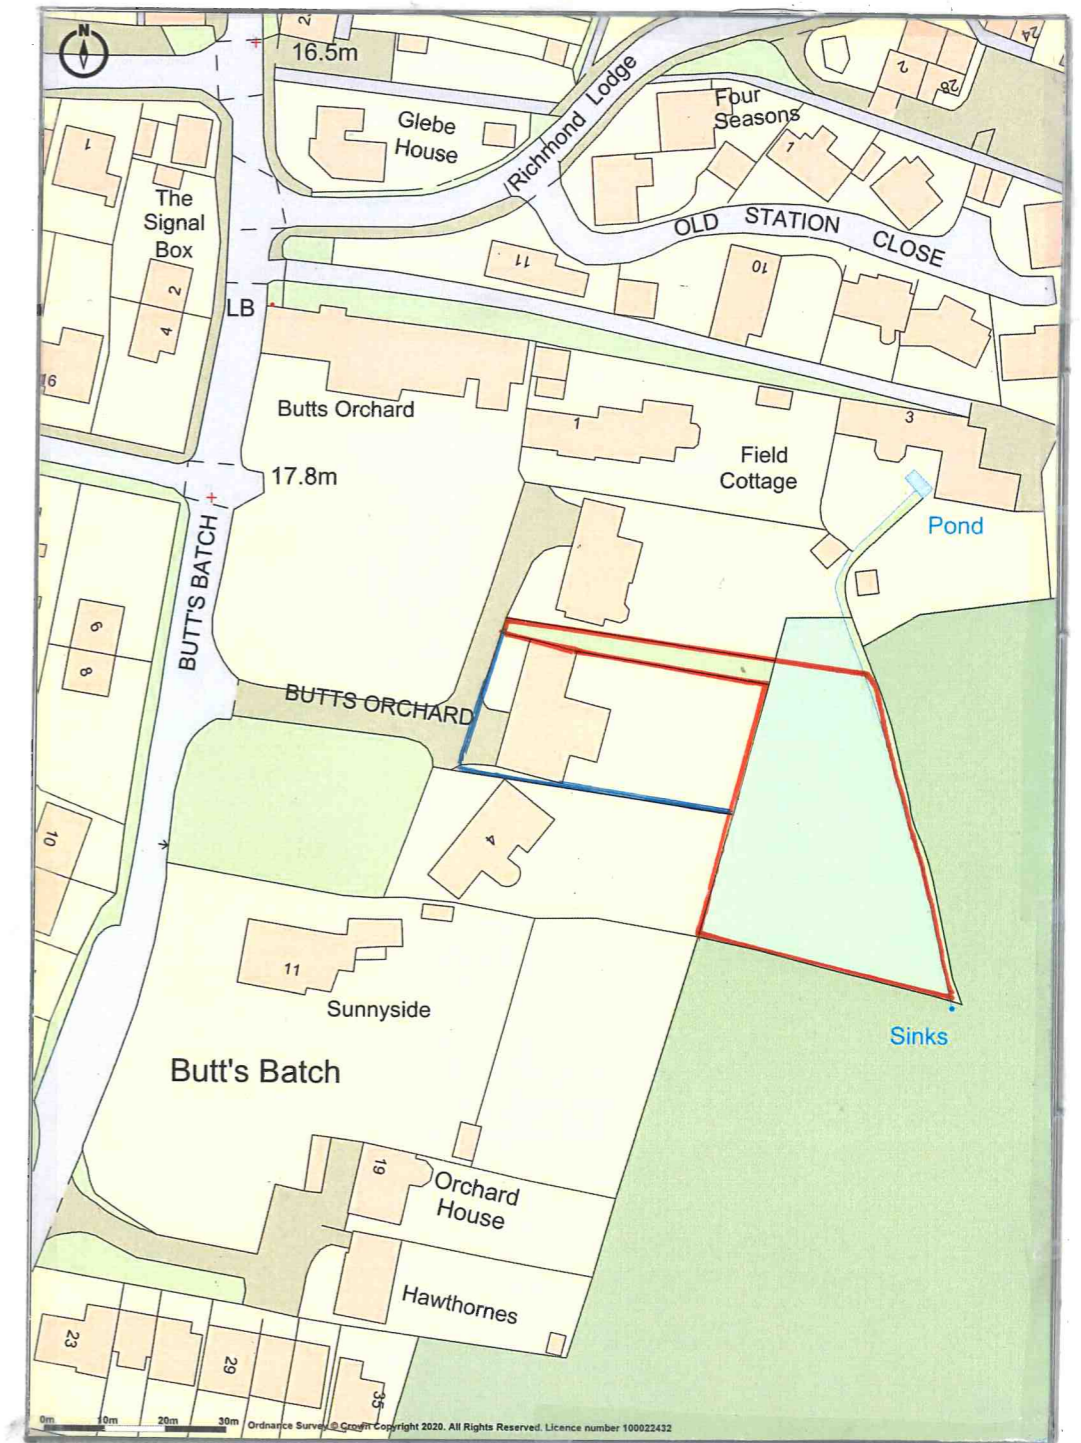 N
16.5m
2
24
2
28
Richmond Lodge
Four
Seasons
Glebe
House
1
1
The
Signal
Box
OLD STATION CLOSE
11
10
2
LB
4
16
Butts Orchard
1
3
Field
Cottage
17.8m
Pond
BUTT'S BATCH
6
8
BUTTS ORCHARD
10
4
11
Sunnyside
Sinks
Butt's Batch
19
Orchard
House
Hawthornes
23
29
35
0m 10m 20m 30m Ordnance Survey © Crown Copyright 2020. All Rights Reserved. Licence number 100022432